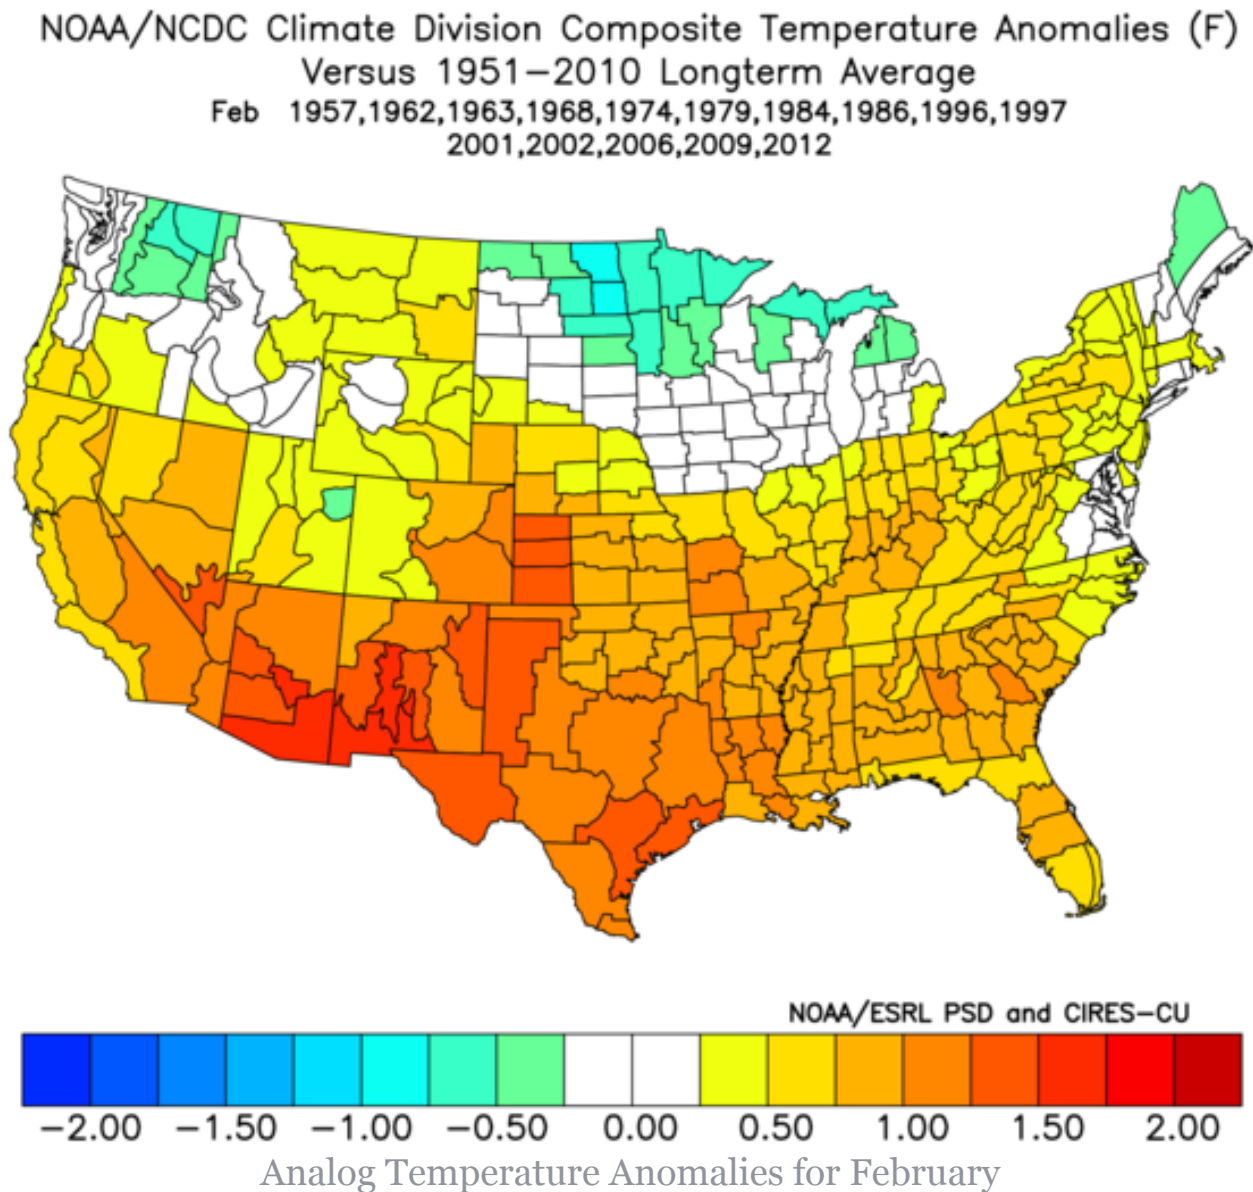 NOAA/NCDC Climate Division Composite Temperature Anomalies (F)
Versus 1951−2010 Longterm Average
Feb 1957,1962,1963,1968,1974,1979,1984,1986,1996,1997
2001,2002,2006,2009,2012
NOAA/ESRL PSD and CIRES−CU
−2.00 −1.50 −1.00 −0.50 0.00 0.50 1.00 1.50 2.00
Analog Temperature Anomalies for February